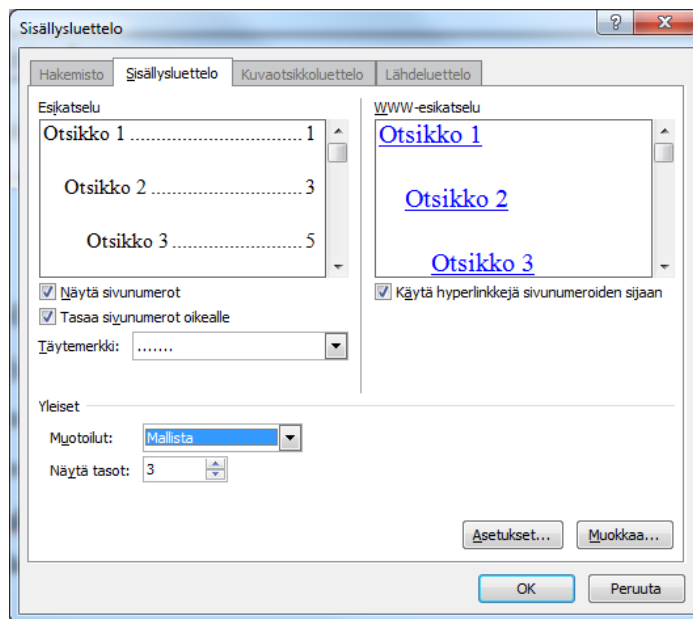 Sisällysluettelo
Hakemisto Sisällysluettelo Kuvaotsikkoluettelo Lähdeluettelo
Esikatselu
Otsikko 1 ................................ 1
Otsikko 2 ............................ 3
Otsikko 3 ........................ 5
Näytä sivunumerot
Tasaa sivunumerot oikealle
Täytemerkki: .......
WWW-esikatselu
Otsikko 1
Otsikko 2
Otsikko 3
Käytä hyperlinkkejä sivunumeroiden sijaan
Yleiset
Muotoilut: Mallista
Näytä tasot: 3
Asetukset... Muokkaa...
OK Peruuta